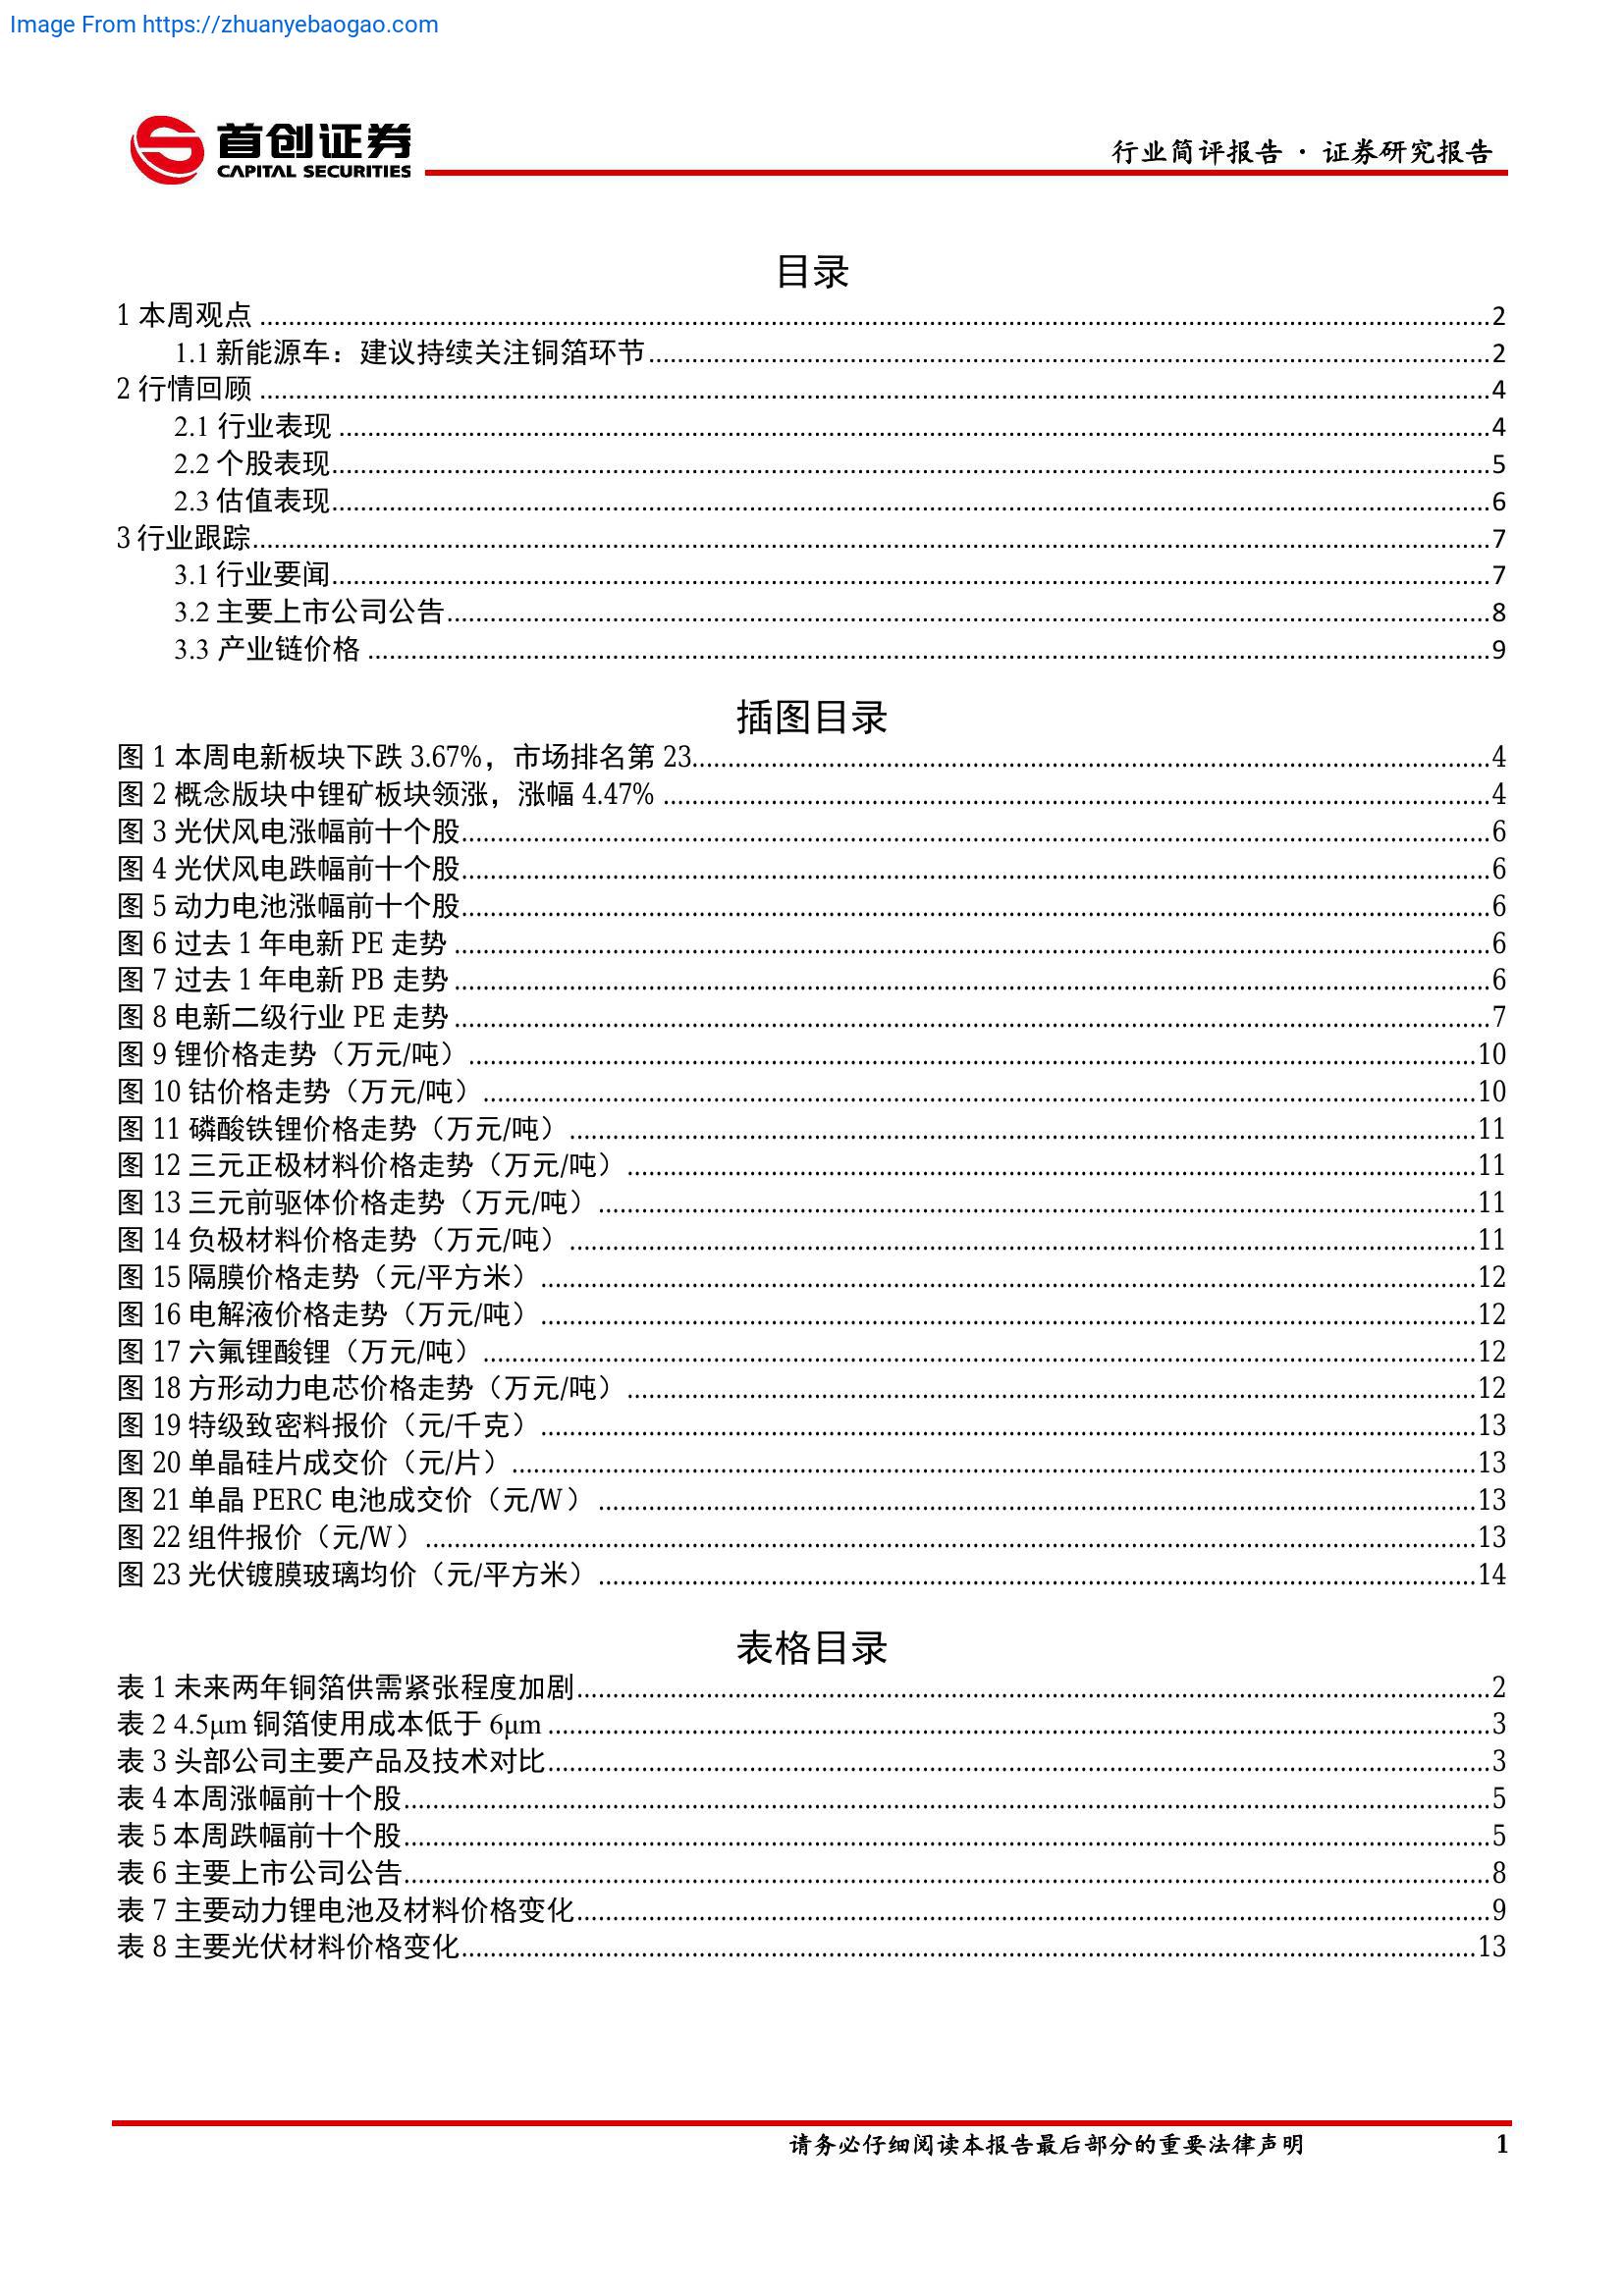 Image From https://zhuanyebaogao.com
首创证券
CAPITAL SECURITIES
行业简评报告 · 证券研究报告
目录
1 本周观点 ........ 2
1.1 新能源车：建议持续关注铜箔环节 ........ 2
2 行情回顾 ........ 4
2.1 行业表现 ........ 4
2.2 个股表现 ........ 5
2.3 估值表现 ........ 6
3 行业跟踪 ........ 7
3.1 行业要闻 ........ 7
3.2 主要上市公司公告 ........ 8
3.3 产业链价格 ........ 9
插图目录
图 1 本周电新板块下跌 3.67%，市场排名第 23 ........ 4
图 2 概念版块中锂矿板块领涨，涨幅 4.47% ........ 4
图 3 光伏风电涨幅前十个股 ........ 6
图 4 光伏风电跌幅前十个股 ........ 6
图 5 动力电池涨幅前十个股 ........ 6
图 6 过去 1 年电新 PE 走势 ........ 6
图 7 过去 1 年电新 PB 走势 ........ 6
图 8 电新二级行业 PE 走势 ........ 7
图 9 锂价格走势（万元/吨） ........ 10
图 10 钴价格走势（万元/吨） ........ 10
图 11 磷酸铁锂价格走势（万元/吨） ........ 11
图 12 三元正极材料价格走势（万元/吨） ........ 11
图 13 三元前驱体价格走势（万元/吨） ........ 11
图 14 负极材料价格走势（万元/吨） ........ 11
图 15 隔膜价格走势（元/平方米） ........ 12
图 16 电解液价格走势（万元/吨） ........ 12
图 17 六氟锂酸锂（万元/吨） ........ 12
图 18 方形动力电芯价格走势（万元/吨） ........ 12
图 19 特级致密料报价（元/千克） ........ 13
图 20 单晶硅片成交价（元/片） ........ 13
图 21 单晶 PERC 电池成交价（元/W） ........ 13
图 22 组件报价（元/W） ........ 13
图 23 光伏镀膜玻璃均价（元/平方米） ........ 14
表格目录
表 1 未来两年铜箔供需紧张程度加剧 ........ 2
表 2 4.5μm 铜箔使用成本低于 6μm ........ 3
表 3 头部公司主要产品及技术对比 ........ 3
表 4 本周涨幅前十个股 ........ 5
表 5 本周跌幅前十个股 ........ 5
表 6 主要上市公司公告 ........ 8
表 7 主要动力锂电池及材料价格变化 ........ 9
表 8 主要光伏材料价格变化 ........ 13
请务必仔细阅读本报告最后部分的重要法律声明 1